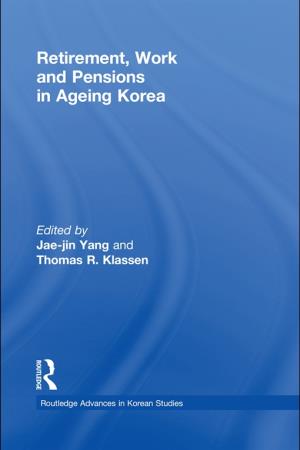 Retirement, Work
and Pensions
in Ageing Korea
Edited by
Jae-jin Yang and
Thomas R. Klassen
ROUTLEDGE
Routledge Advances in Korean Studies